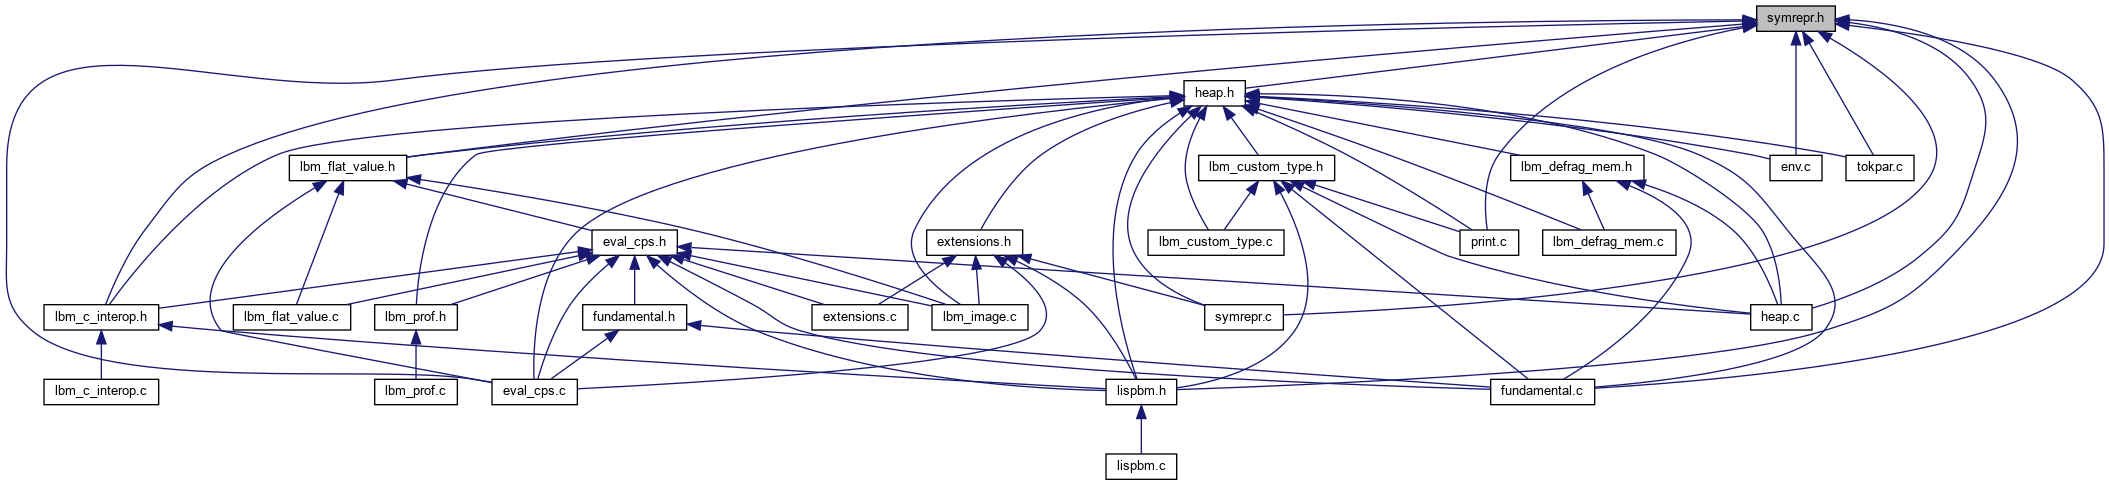 symrepr.h
heap.h
lbm_flat_value.h
lbm_custom_type.h
lbm_defrag_mem.h
env.c
tokpar.c
eval_cps.h
extensions.h
lbm_custom_type.c
print.c
lbm_defrag_mem.c
lbm_c_interop.h
lbm_flat_value.c
lbm_prof.h
fundamental.h
extensions.c
lbm_image.c
symrepr.c
heap.c
lbm_c_interop.c
lbm_prof.c
eval_cps.c
lispbm.h
fundamental.c
lispbm.c